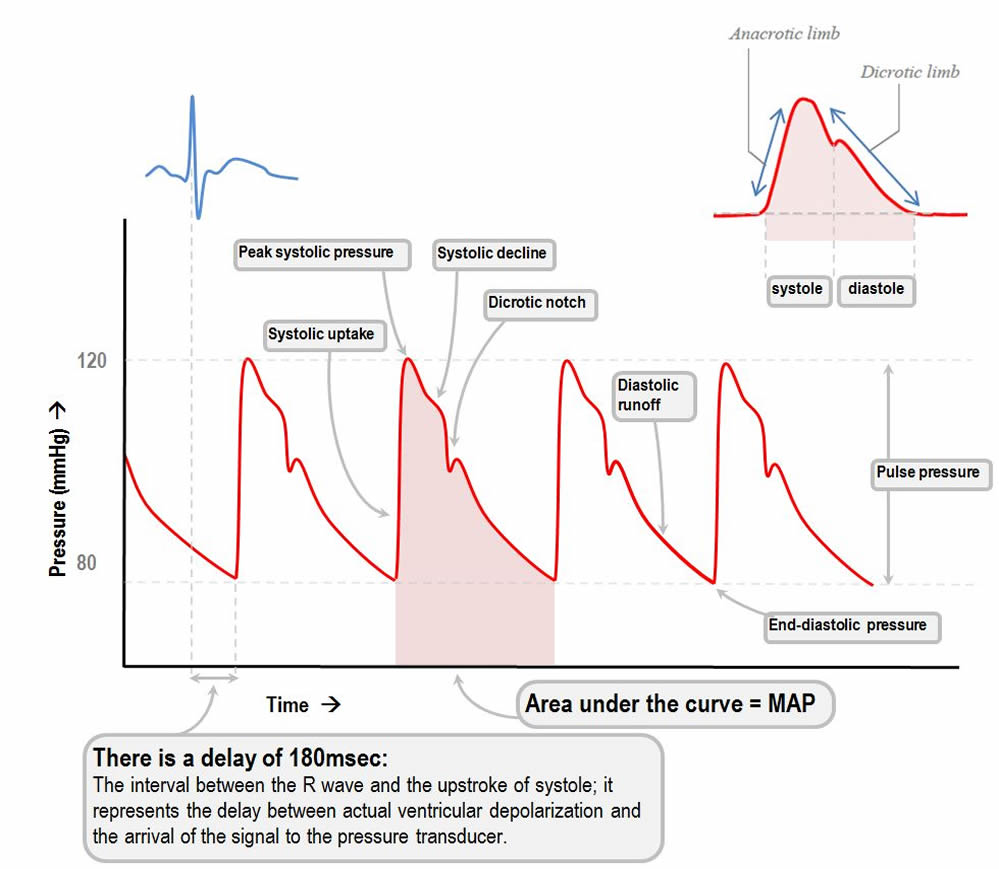 Anacrotic limb
Dicrotic limb
systole
diastole
Peak systolic pressure
Systolic decline
Dicrotic notch
Systolic uptake
Diastolic
runoff
120
Pulse pressure
80
Pressure (mmHg) →
End-diastolic pressure
Time →
Area under the curve = MAP
There is a delay of 180msec:
The interval between the R wave and the upstroke of systole; it
represents the delay between actual ventricular depolarization and
the arrival of the signal to the pressure transducer.